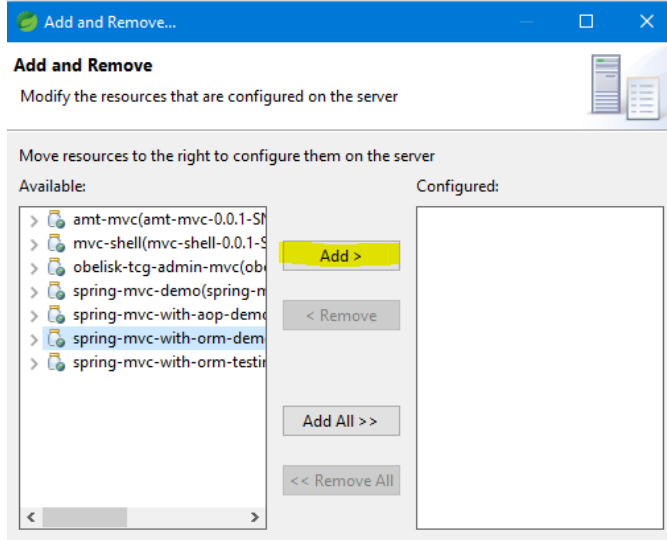 Add and Remove...
Add and Remove
Modify the resources that are configured on the server
Move resources to the right to configure them on the server
Available:
Configured:
amt-mvc(amt-mvc-0.0.1-SN
mvc-shell(mvc-shell-0.0.1-S
obelisk-tcg-admin-mvc(obe
spring-mvc-demo(spring-m
spring-mvc-with-aop-demo
spring-mvc-with-orm-dem
spring-mvc-with-orm-testin
Add >
< Remove
Add All >>
<< Remove All